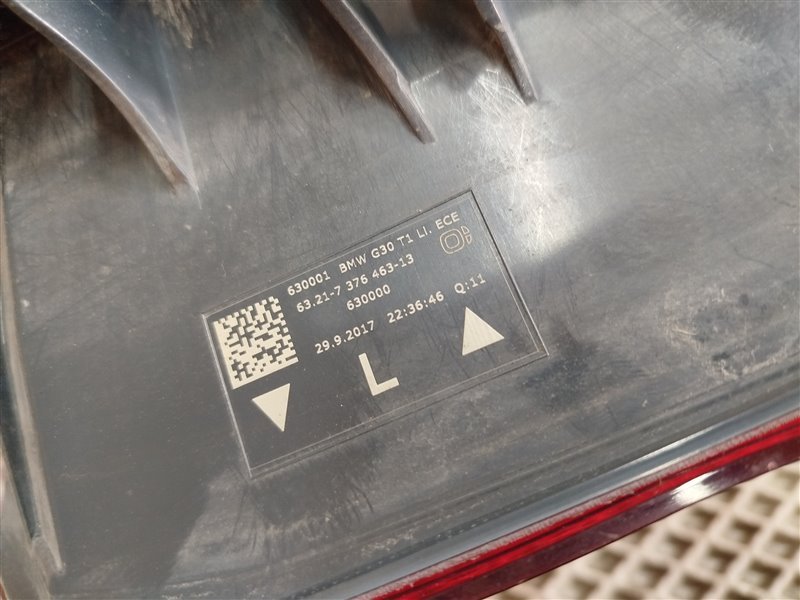 630001 BMW G30 T1 LI. ECE
63.21-7 376 463-13
630000
29.9.2017 22:36:46 Q:11
L